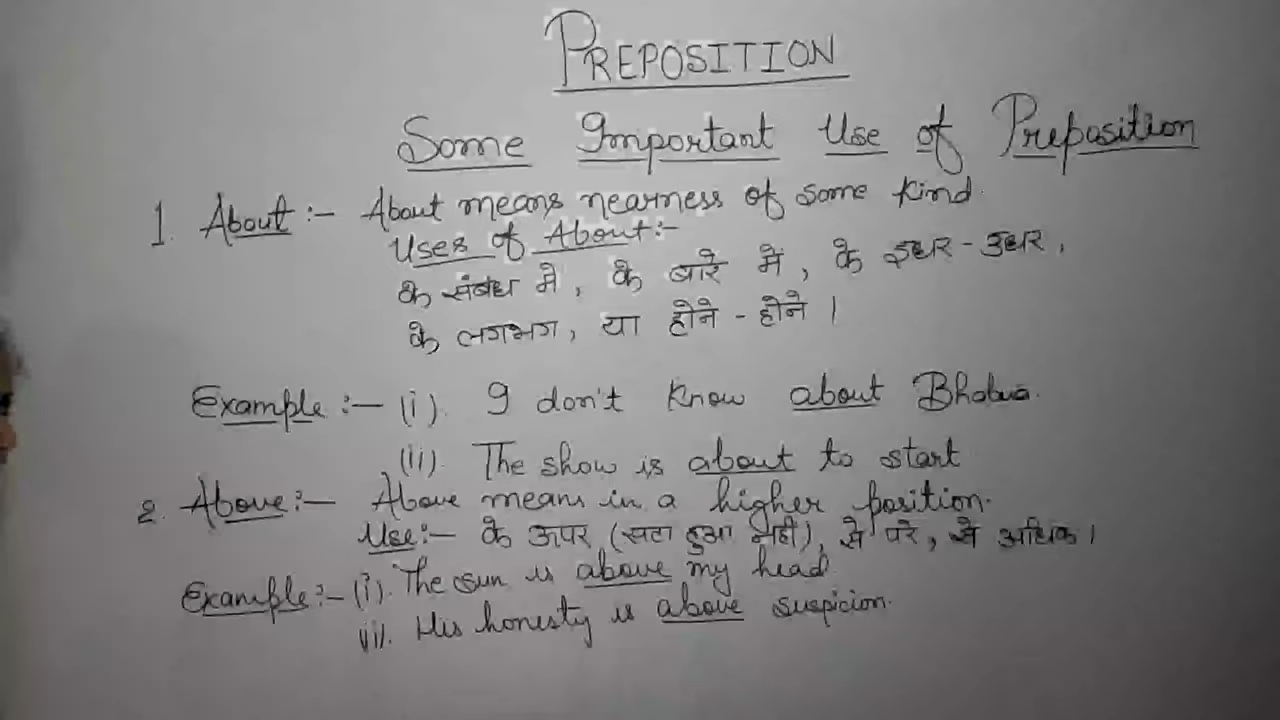 PREPOSITION
Some Important Use of Preposition
1. About :- About means nearness of some kind.
Uses of About :-
के संबंध मे, के बारे में, के इधर - उधर,
के लगभग, या होने - होने ।
Example :- (i). I don't know about Bhabua.
(ii). The show is about to start
2. Above :- Above means in a higher position.
Use :- के ऊपर (सटा हुआ नहीं), से परे, से अधिक ।
Example :- (i). The sun is above my head.
(ii). His honesty is above suspicion.